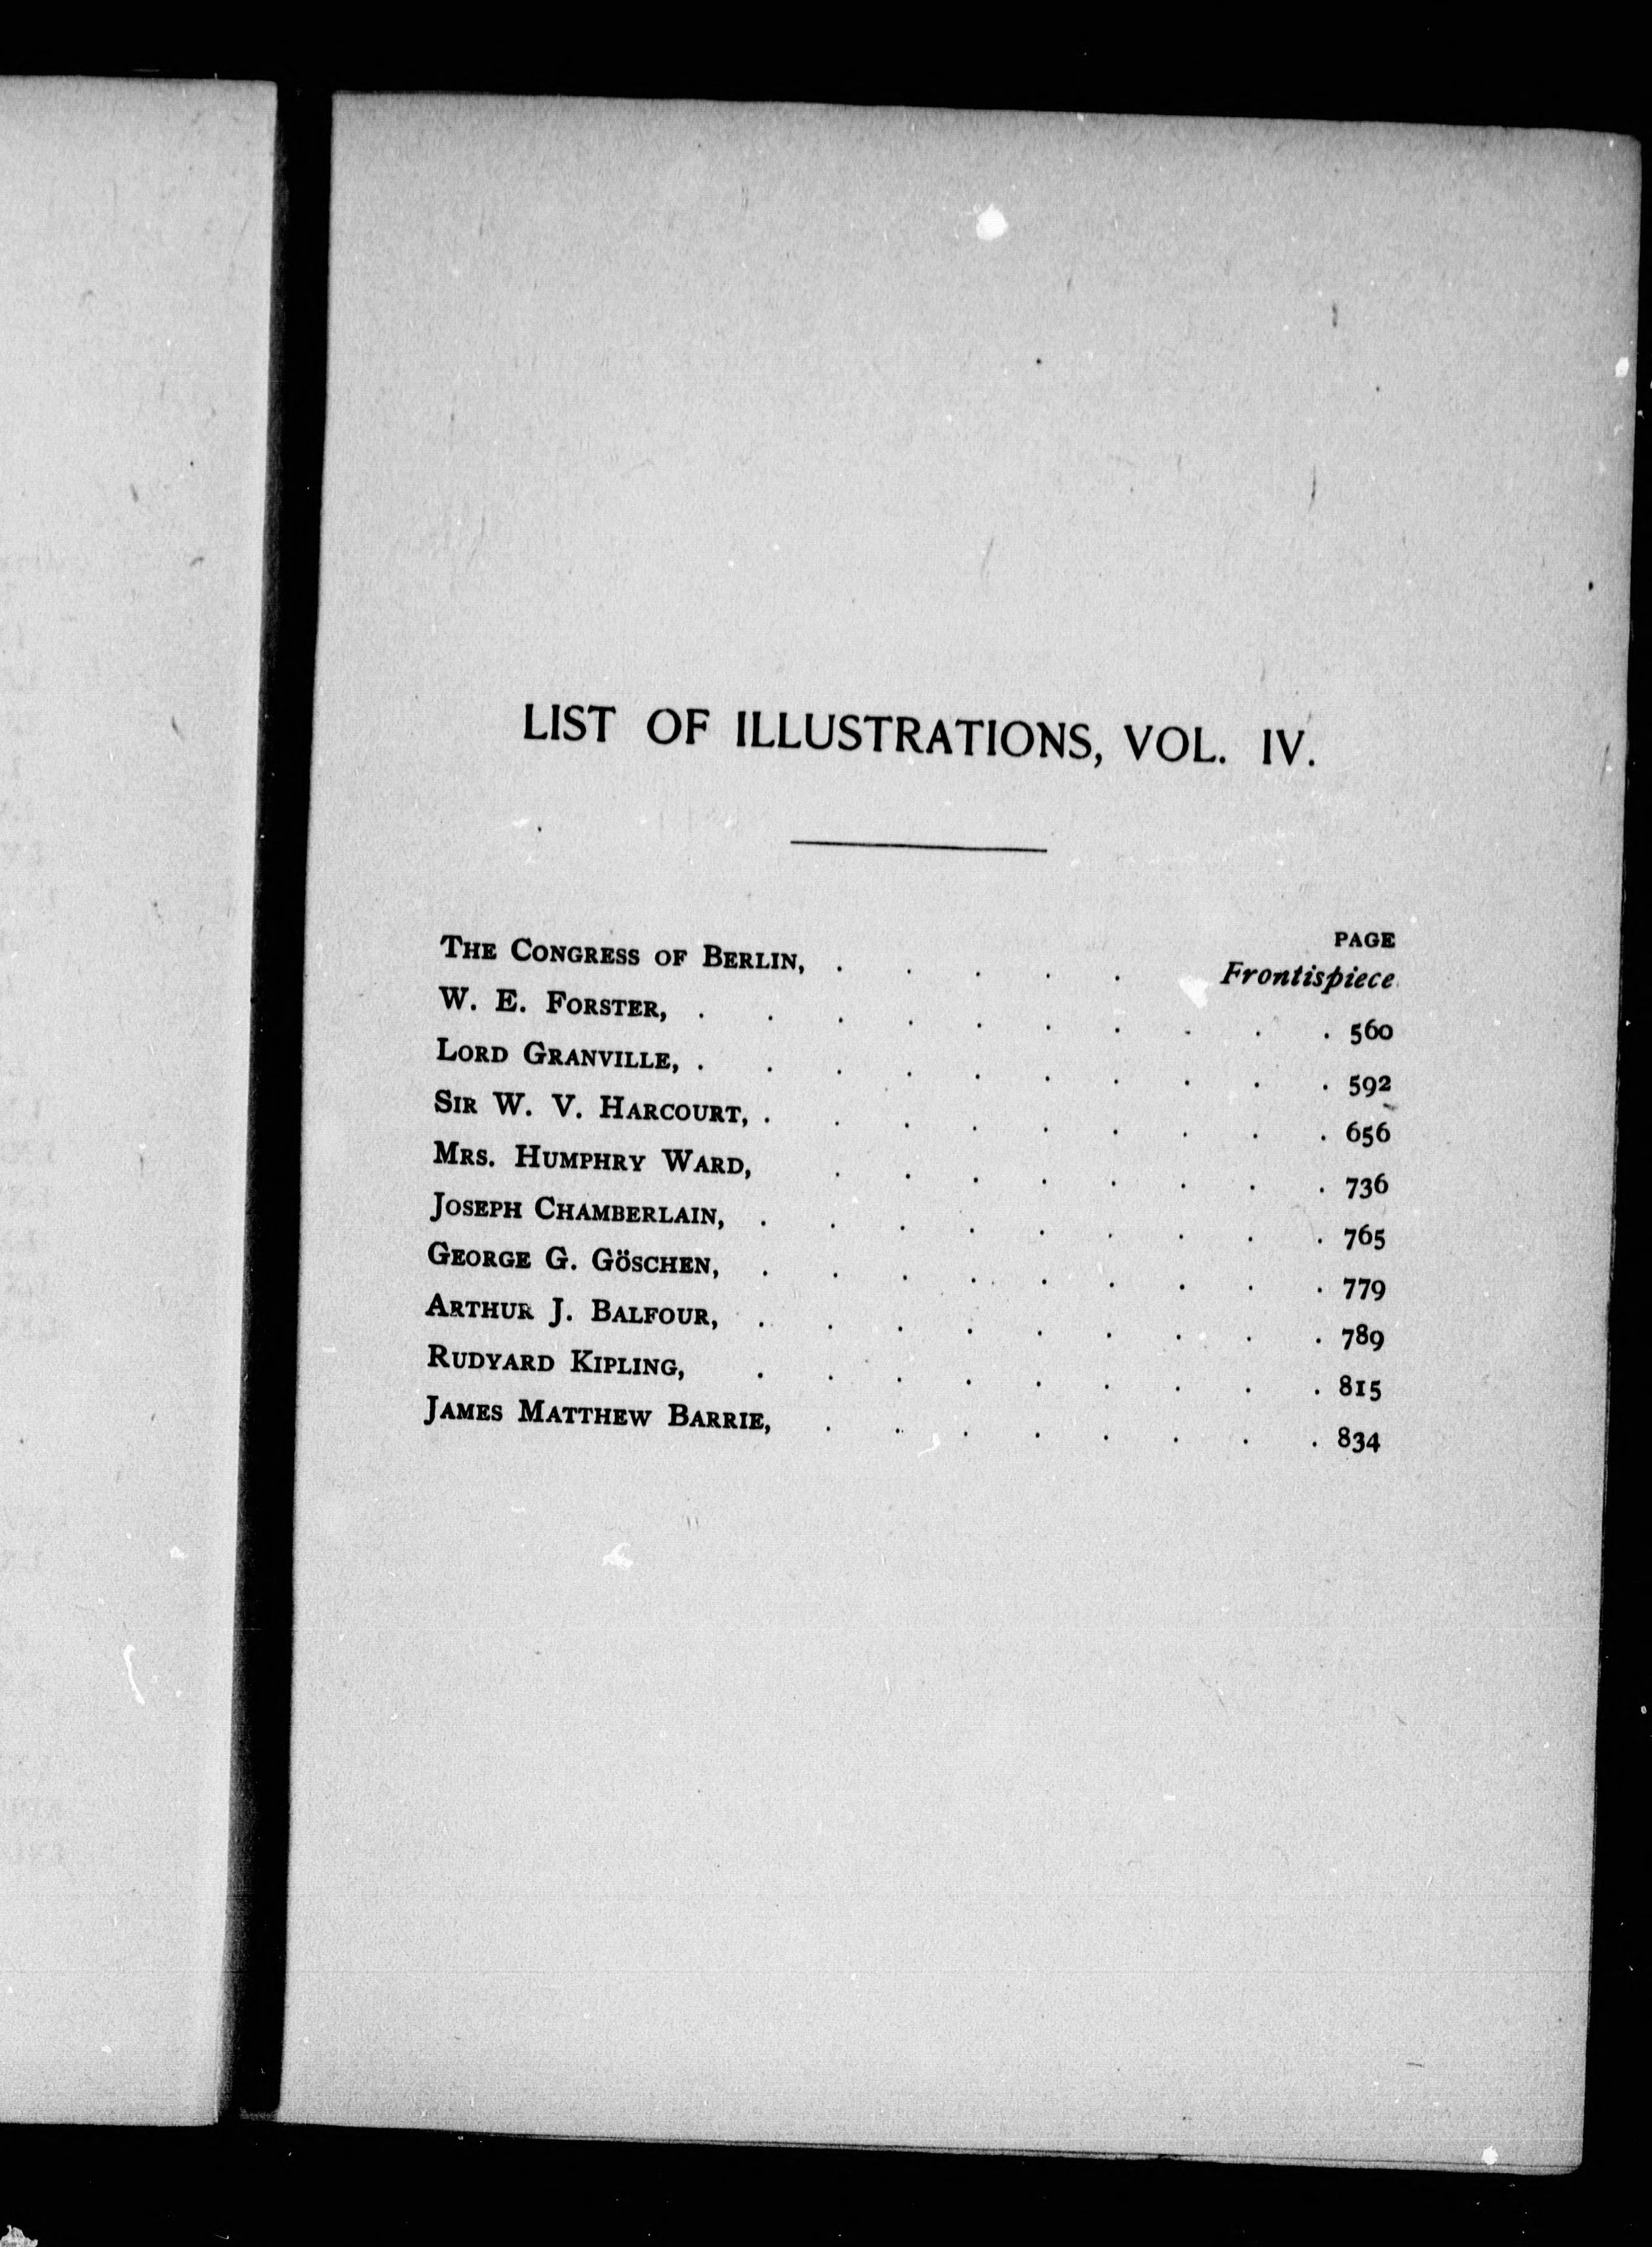 LIST OF ILLUSTRATIONS, VOL. IV.
PAGE
THE CONGRESS OF BERLIN, . . . . . Frontispiece
W. E. FORSTER, . . . . . . . . . . 560
LORD GRANVILLE, . . . . . . . . . . 592
SIR W. V. HARCOURT, . . . . . . . . . 656
MRS. HUMPHRY WARD, . . . . . . . . 736
JOSEPH CHAMBERLAIN, . . . . . . . . . 765
GEORGE G. GÖSCHEN, . . . . . . . . . 779
ARTHUR J. BALFOUR, . . . . . . . . . 789
RUDYARD KIPLING, . . . . . . . . . 815
JAMES MATTHEW BARRIE, . . . . . . . . 834